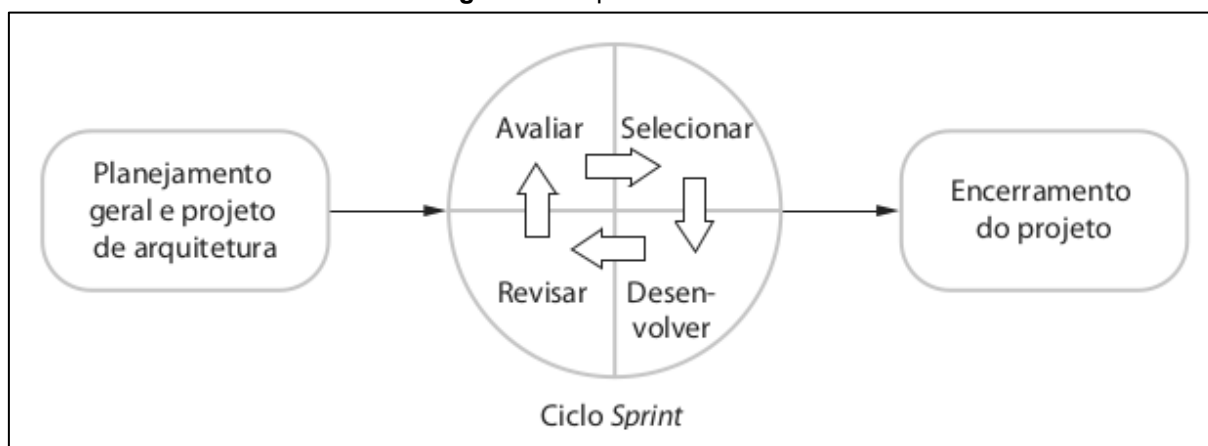 Planejamento
geral e projeto
de arquitetura
Avaliar
Selecionar
Revisar
Desen-
volver
Encerramento
do projeto
Ciclo Sprint